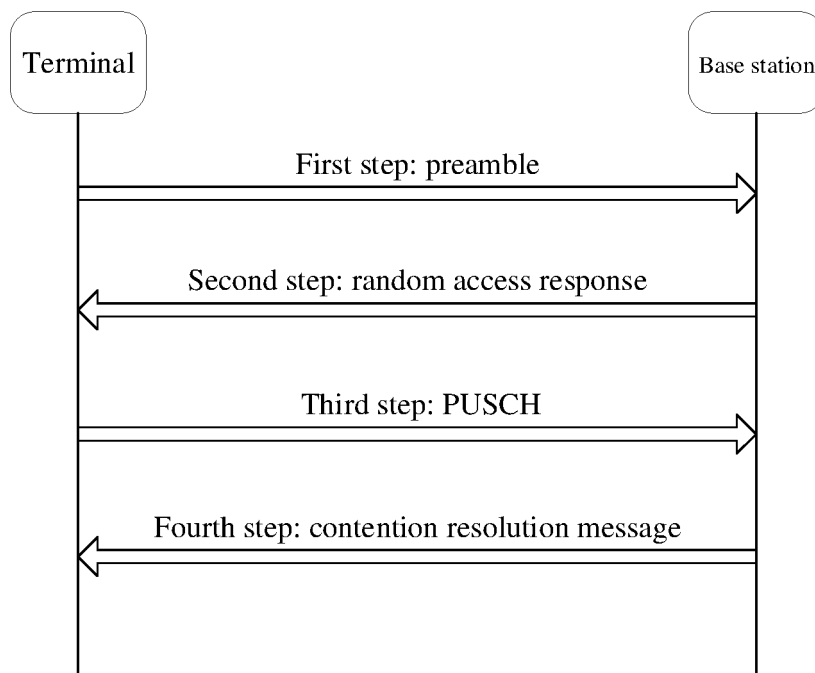 Terminal
Base station
First step: preamble
Second step: random access response
Third step: PUSCH
Fourth step: contention resolution message